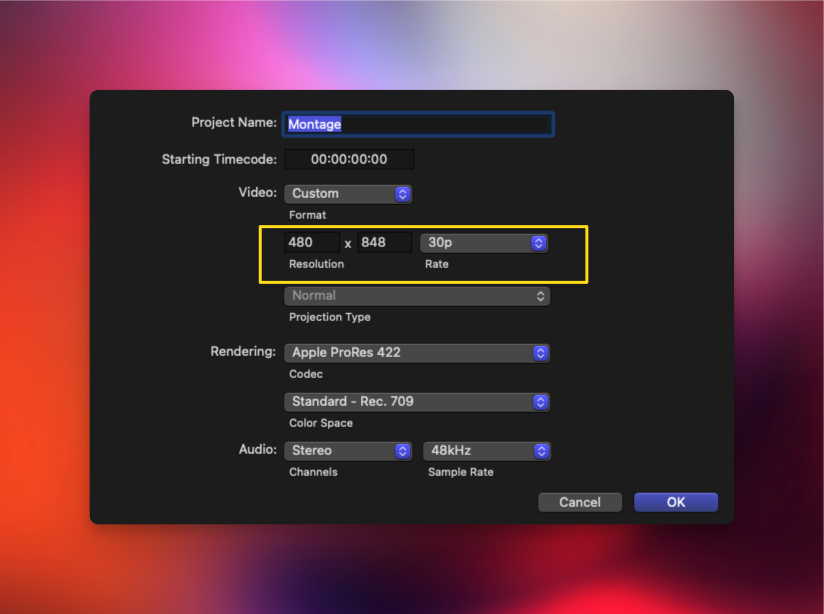 Project Name: Montage
Starting Timecode: 00:00:00:00
Video: Custom
Format
480 x 848 30p
Resolution Rate
Normal
Projection Type
Rendering: Apple ProRes 422
Codec
Standard - Rec. 709
Color Space
Audio: Stereo 48kHz
Channels Sample Rate
Cancel OK